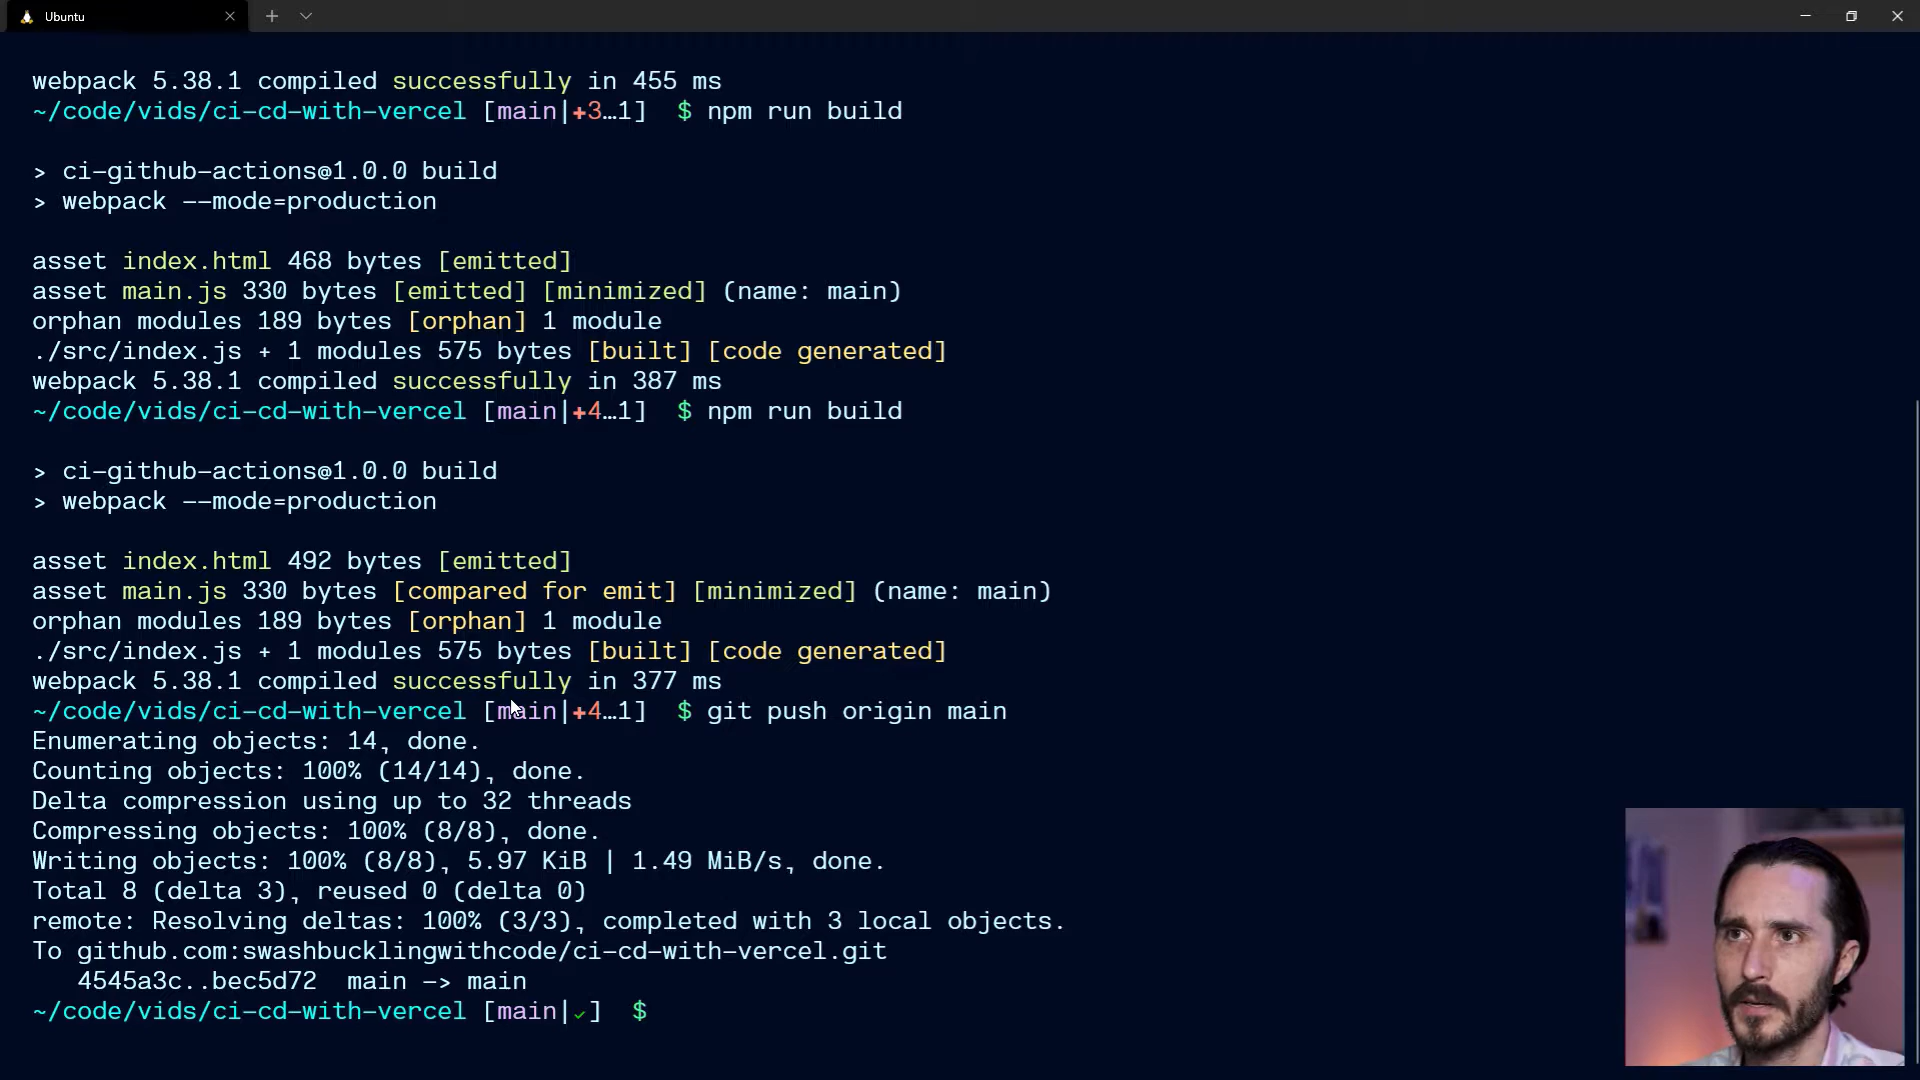 Ubuntu
webpack 5.38.1 compiled successfully in 455 ms
~/code/vids/ci-cd-with-vercel [main|✚3…1]  $ npm run build
> ci-github-actions@1.0.0 build
> webpack --mode=production
asset index.html 468 bytes [emitted]
asset main.js 330 bytes [emitted] [minimized] (name: main)
orphan modules 189 bytes [orphan] 1 module
./src/index.js + 1 modules 575 bytes [built] [code generated]
webpack 5.38.1 compiled successfully in 387 ms
~/code/vids/ci-cd-with-vercel [main|✚4…1]  $ npm run build
> ci-github-actions@1.0.0 build
> webpack --mode=production
asset index.html 492 bytes [emitted]
asset main.js 330 bytes [compared for emit] [minimized] (name: main)
orphan modules 189 bytes [orphan] 1 module
./src/index.js + 1 modules 575 bytes [built] [code generated]
webpack 5.38.1 compiled successfully in 377 ms
~/code/vids/ci-cd-with-vercel [main|✚4…1]  $ git push origin main
Enumerating objects: 14, done.
Counting objects: 100% (14/14), done.
Delta compression using up to 32 threads
Compressing objects: 100% (8/8), done.
Writing objects: 100% (8/8), 5.97 KiB | 1.49 MiB/s, done.
Total 8 (delta 3), reused 0 (delta 0)
remote: Resolving deltas: 100% (3/3), completed with 3 local objects.
To github.com:swashbucklingwithcode/ci-cd-with-vercel.git
   4545a3c..bec5d72  main -> main
~/code/vids/ci-cd-with-vercel [main|✓]  $